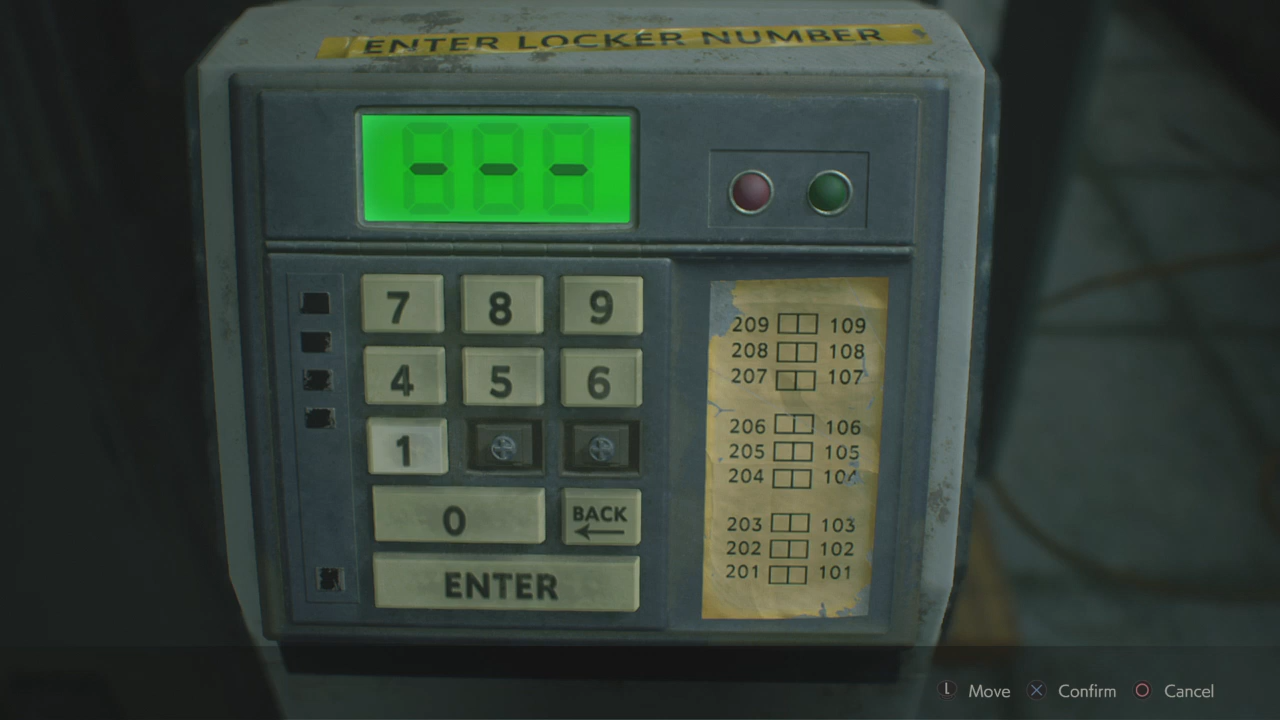 ENTER LOCKER NUMBER
- - -
7 8 9
4 5 6
1
0 BACK
ENTER
209 109
208 108
207 107
206 106
205 105
204 104
203 103
202 102
201 101
L Move Confirm Cancel